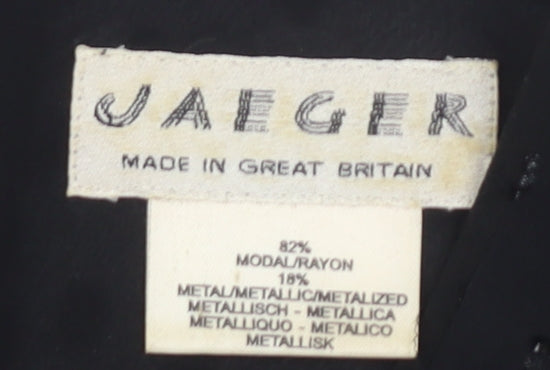 JAEGER
MADE IN GREAT BRITAIN
82%
MODAL/RAYON
18%
METAL/METALLIC/METALIZED
METALLISCH - METALLICA
METALLIQUO - METALICO
METALLISK